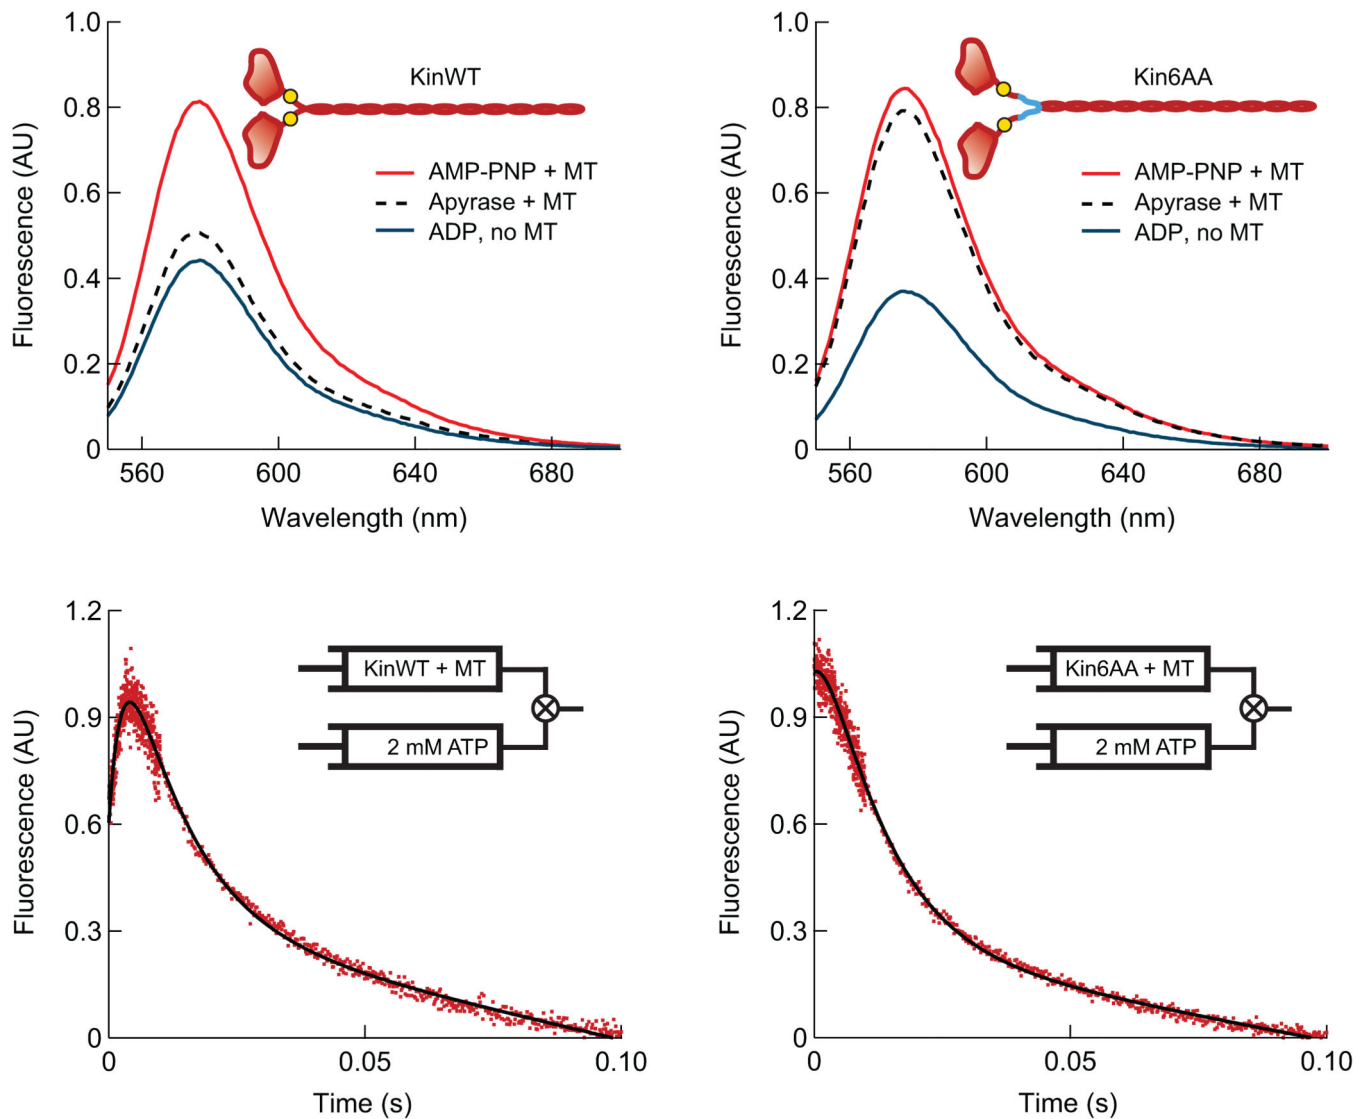 KinWT
AMP-PNP + MT
Apyrase + MT
ADP, no MT
Fluorescence (AU)
1.0
0.8
0.6
0.4
0.2
0
560
600
640
680
Wavelength (nm)
Kin6AA
AMP-PNP + MT
Apyrase + MT
ADP, no MT
Fluorescence (AU)
1.0
0.8
0.6
0.4
0.2
0
560
600
640
680
Wavelength (nm)
KinWT + MT
2 mM ATP
Fluorescence (AU)
1.2
0.9
0.6
0.3
0
0
0.05
0.10
Time (s)
Kin6AA + MT
2 mM ATP
Fluorescence (AU)
1.2
0.9
0.6
0.3
0
0
0.05
0.10
Time (s)